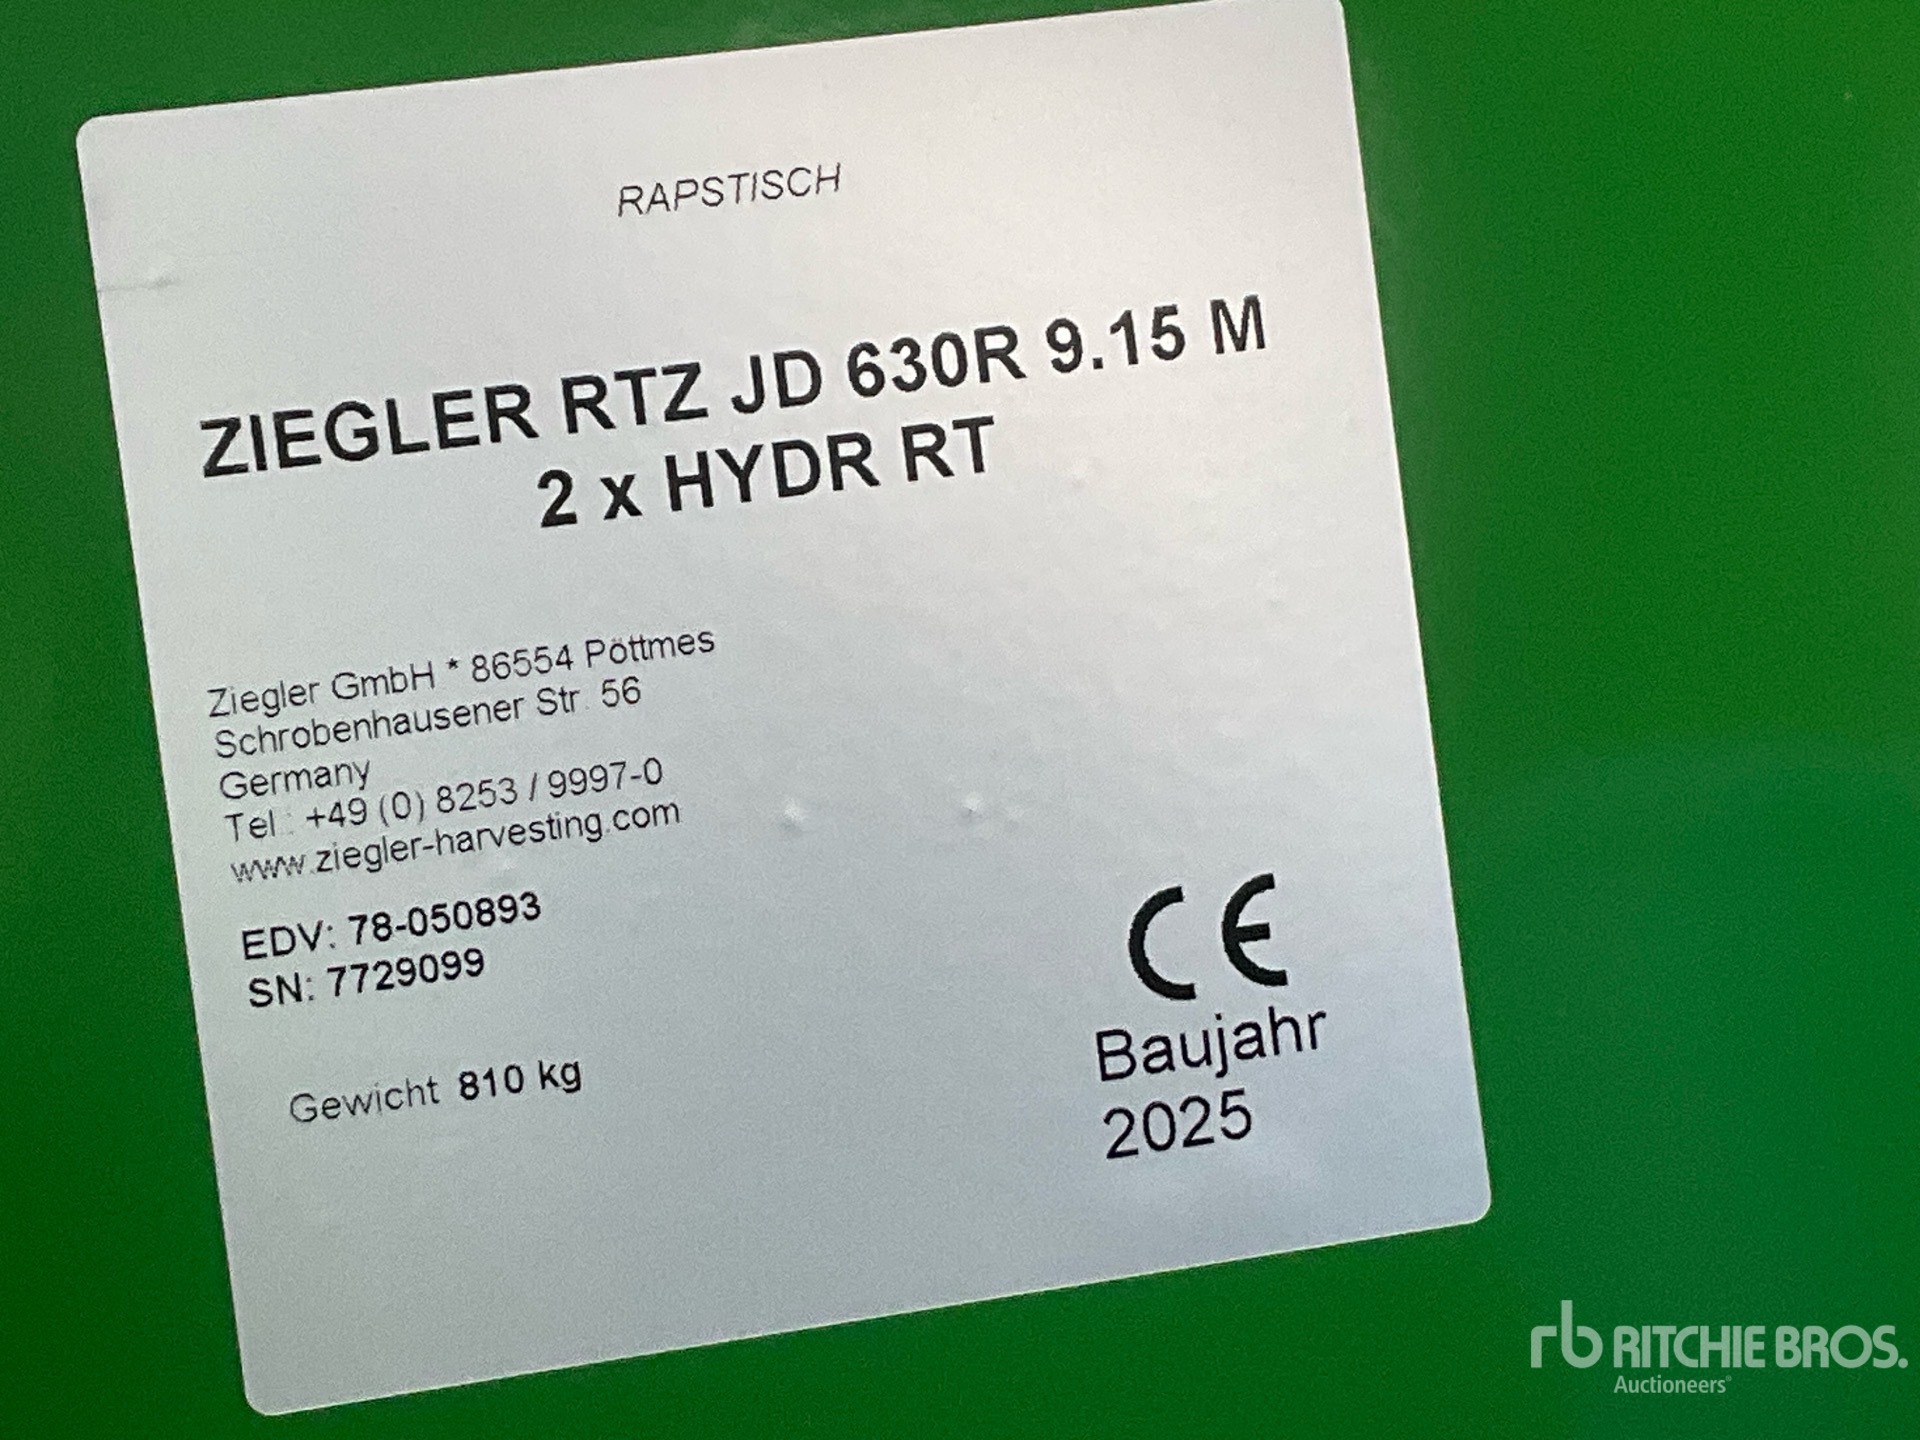 RAPSTISCH
ZIEGLER RTZ JD 630R 9.15 M
2 x HYDR RT
Ziegler GmbH * 86554 Pöttmes
Schrobenhausener Str. 56
Germany
Tel.: +49 (0) 8253 / 9997-0
www.ziegler-harvesting.com
EDV: 78-050893
SN: 7729099
Gewicht 810 kg
CE
Baujahr
2025
rb RITCHIE BROS.
Auctioneers®